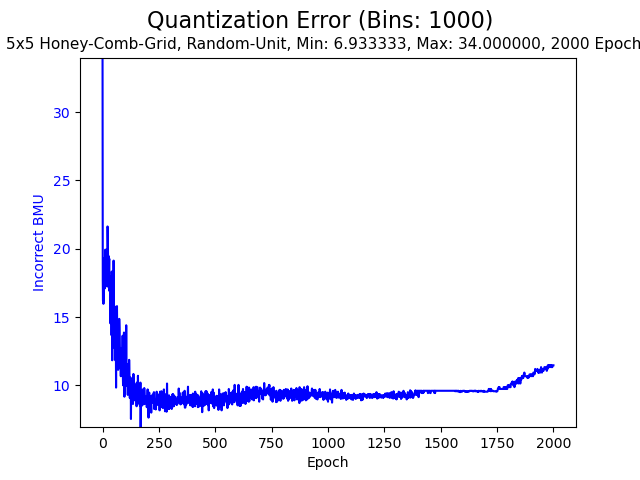 Quantization Error (Bins: 1000)
5x5 Honey-Comb-Grid, Random-Unit, Min: 6.933333, Max: 34.000000, 2000 Epoch
30
25
20
15
10
Incorrect BMU
0 250 500 750 1000 1250 1500 1750 2000
Epoch